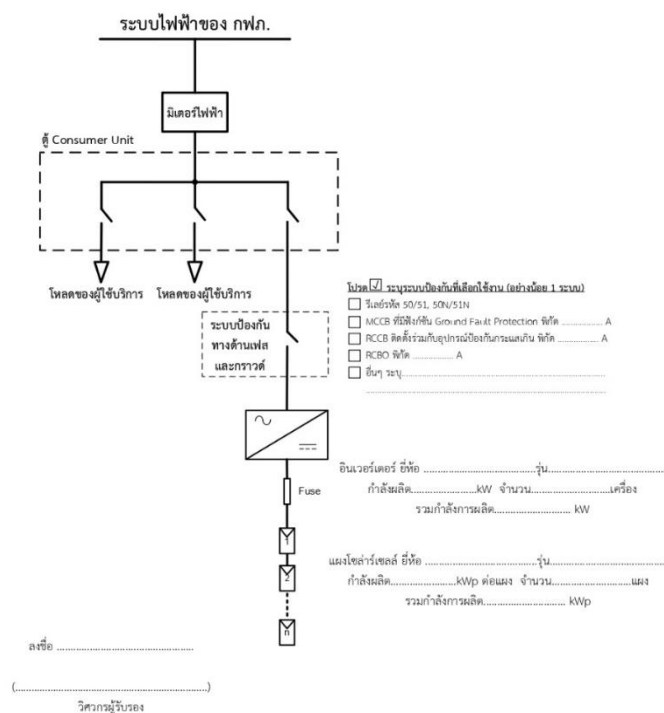 ระบบไฟฟ้าของ กฟภ.
มิเตอร์ไฟฟ้า
ตู้ Consumer Unit
โหลดของผู้ใช้บริการ
โหลดของผู้ใช้บริการ
ระบบป้องกัน
ทางด้านเฟส
และกราวด์
โปรด ระบุระบบป้องกันที่เลือกใช้งาน (อย่างน้อย 1 ระบบ)
รีเลย์รหัส 50/51, 50N/51N
MCCB ที่มีฟังก์ชัน Ground Fault Protection พิกัด ................ A
RCCB ติดตั้งร่วมกับอุปกรณ์ป้องกันกระแสเกิน พิกัด ................ A
RCBO พิกัด ................ A
อื่นๆ ระบุ................................................................
................................................................
อินเวอร์เตอร์ ยี่ห้อ ................................รุ่น................................
กำลังผลิต......................kW จำนวน......................เครื่อง
รวมกำลังการผลิต......................... kW
Fuse
1
2
n
แผงโซล่าร์เซลล์ ยี่ห้อ ................................รุ่น................................
กำลังผลิต......................kWp ต่อแผง จำนวน......................แผง
รวมกำลังการผลิต......................... kWp
ลงชื่อ ................................................
(................................................................)
วิศวกรผู้รับรอง